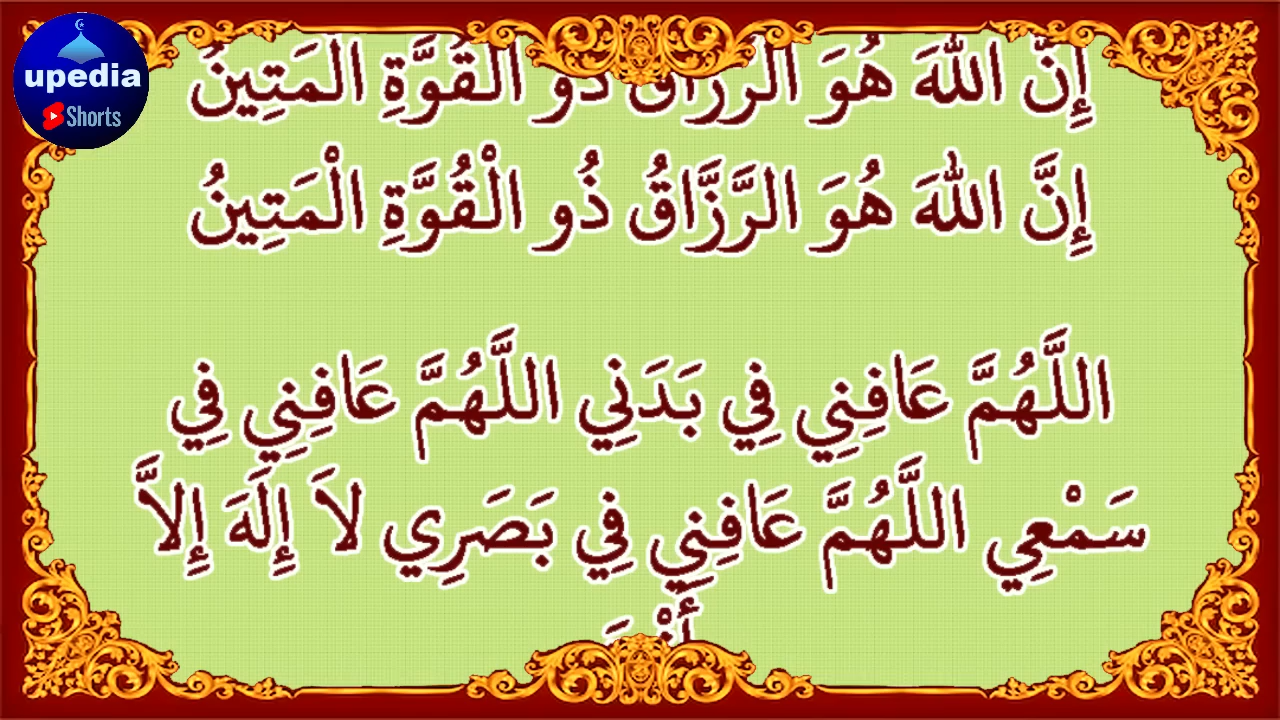 upedia
Shorts
إِنَّ اللهَ هُوَ الرَّزَّاقُ ذُو الْقُوَّةِ الْمَتِينُ
إِنَّ اللهَ هُوَ الرَّزَّاقُ ذُو الْقُوَّةِ الْمَتِينُ
اللَّهُمَّ عَافِنِي فِي بَدَنِي اللَّهُمَّ عَافِنِي فِي
سَمْعِي اللَّهُمَّ عَافِنِي فِي بَصَرِي لاَ إِلَهَ إِلاَّ